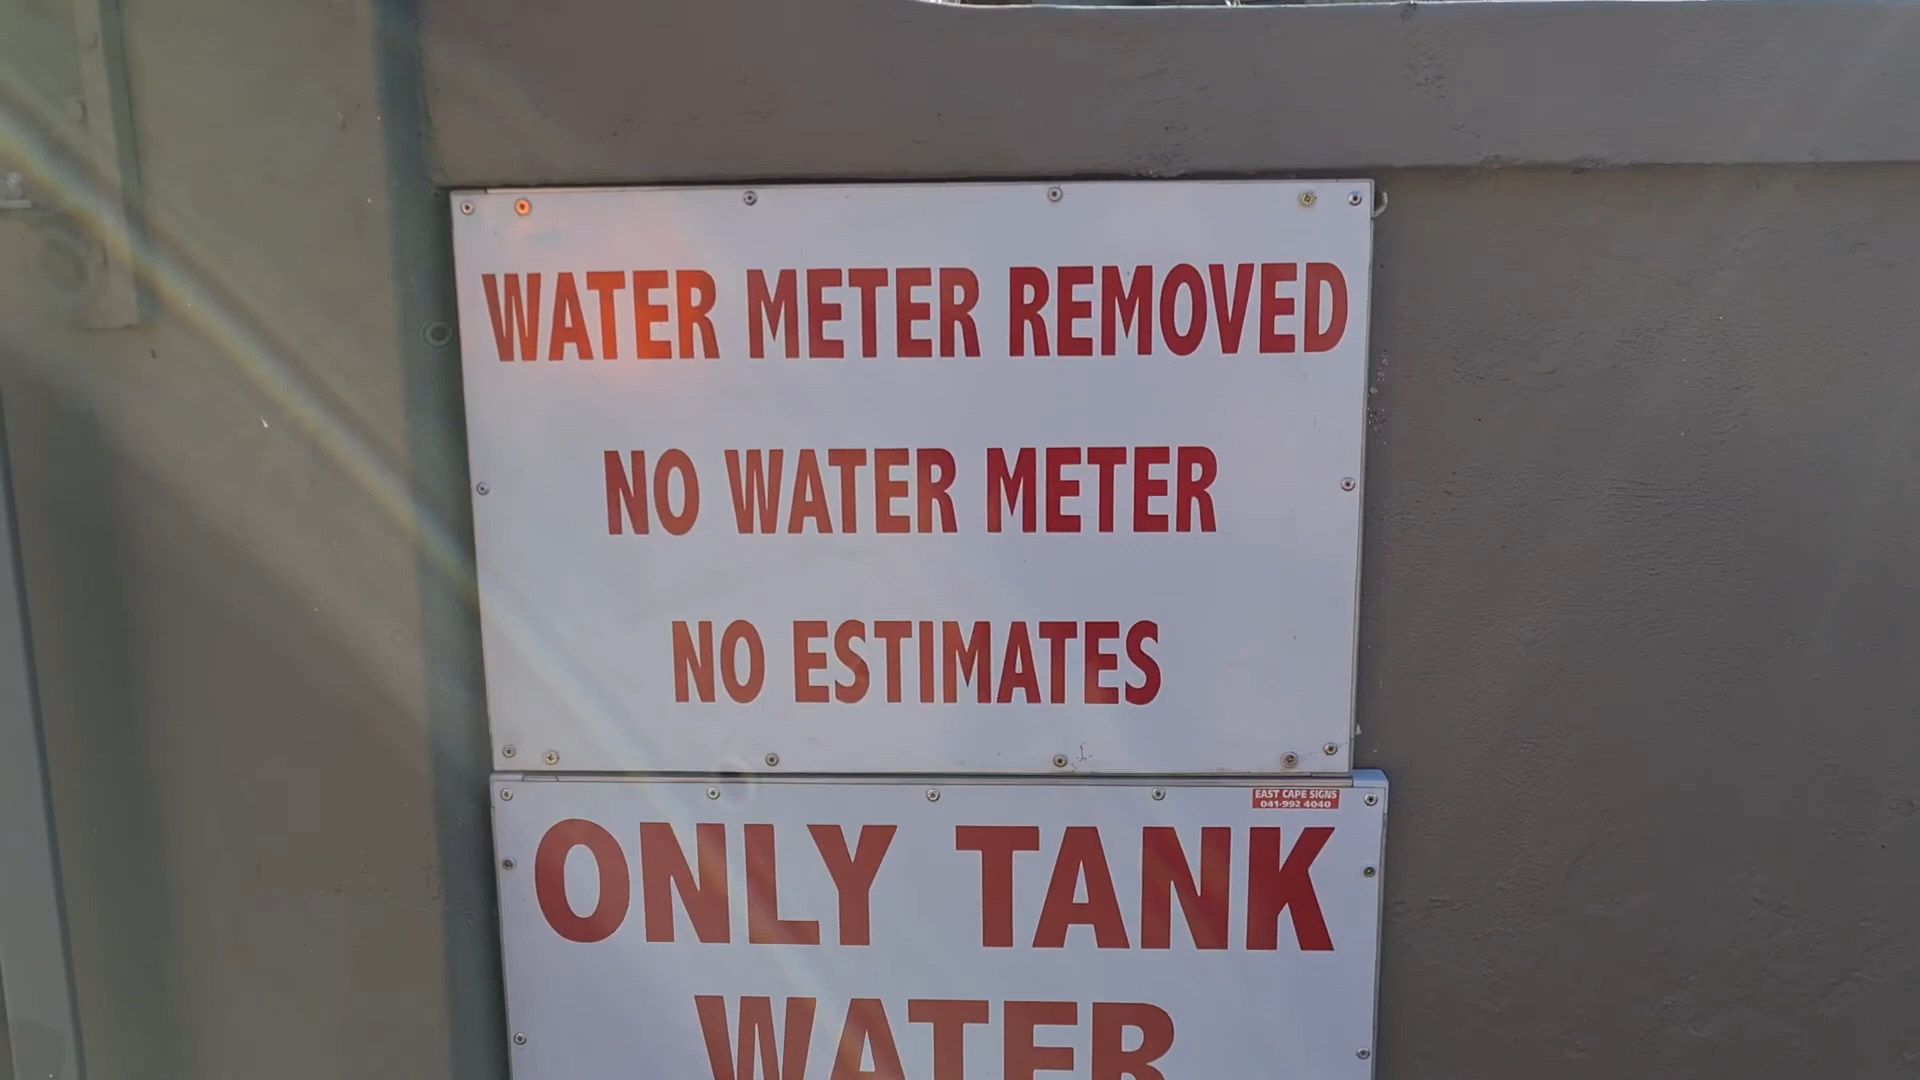 WATER METER REMOVED
NO WATER METER
NO ESTIMATES
EAST CAPE SIGNS
041-992 4040
ONLY TANK
WATER